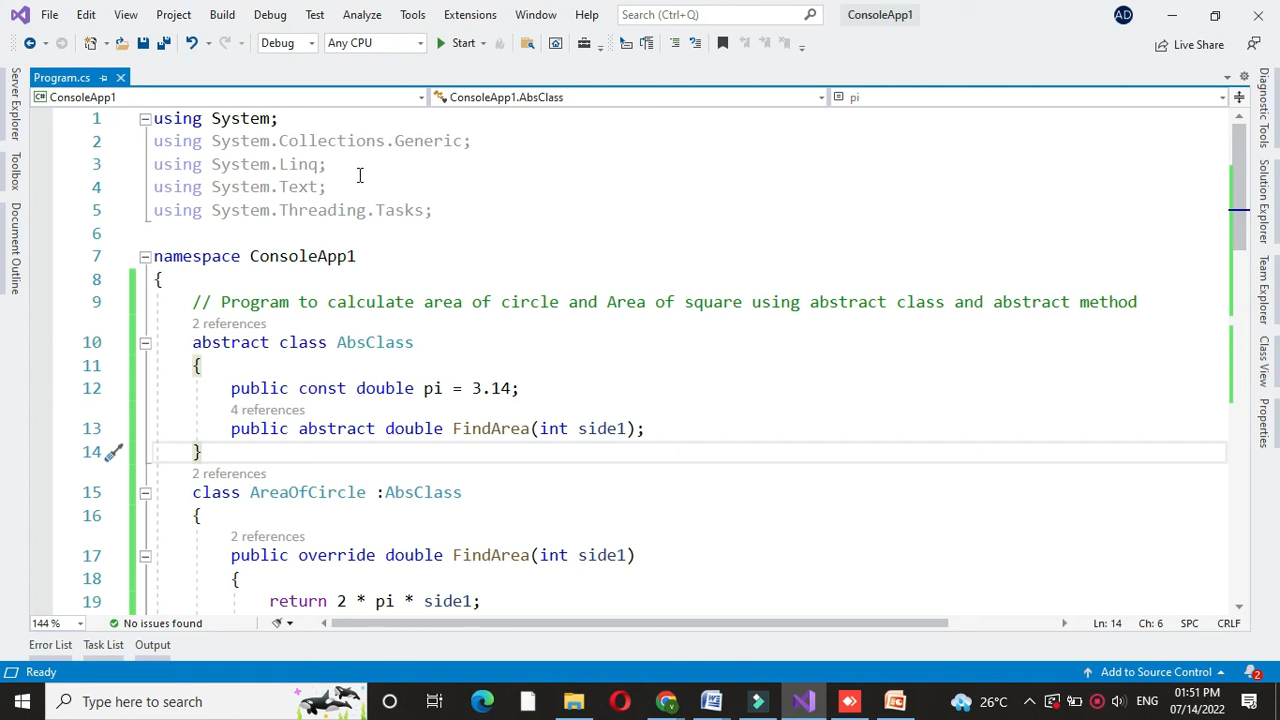 File Edit View Project Build Debug Test Analyze Tools Extensions Window Help Search (Ctrl+Q) ConsoleApp1 AD
Debug Any CPU Start Live Share
Program.cs
ConsoleApp1 ConsoleApp1.AbsClass pi
Server Explorer
Toolbox
Document Outline
1 using System;
2 using System.Collections.Generic;
3 using System.Linq;
4 using System.Text;
5 using System.Threading.Tasks;
6
7 namespace ConsoleApp1
8 {
9 // Program to calculate area of circle and Area of square using abstract class and abstract method
2 references
10 abstract class AbsClass
11 {
12 public const double pi = 3.14;
4 references
13 public abstract double FindArea(int side1);
14 }
2 references
15 class AreaOfCircle :AbsClass
16 {
2 references
17 public override double FindArea(int side1)
18 {
19 return 2 * pi * side1;
Diagnostic Tools
Solution Explorer
Team Explorer
Class View
Properties
144 % No issues found Ln: 14 Ch: 6 SPC CRLF
Error List Task List Output
Ready Add to Source Control 2
Type here to search 26°C ENG 01:51 PM
07/14/2022